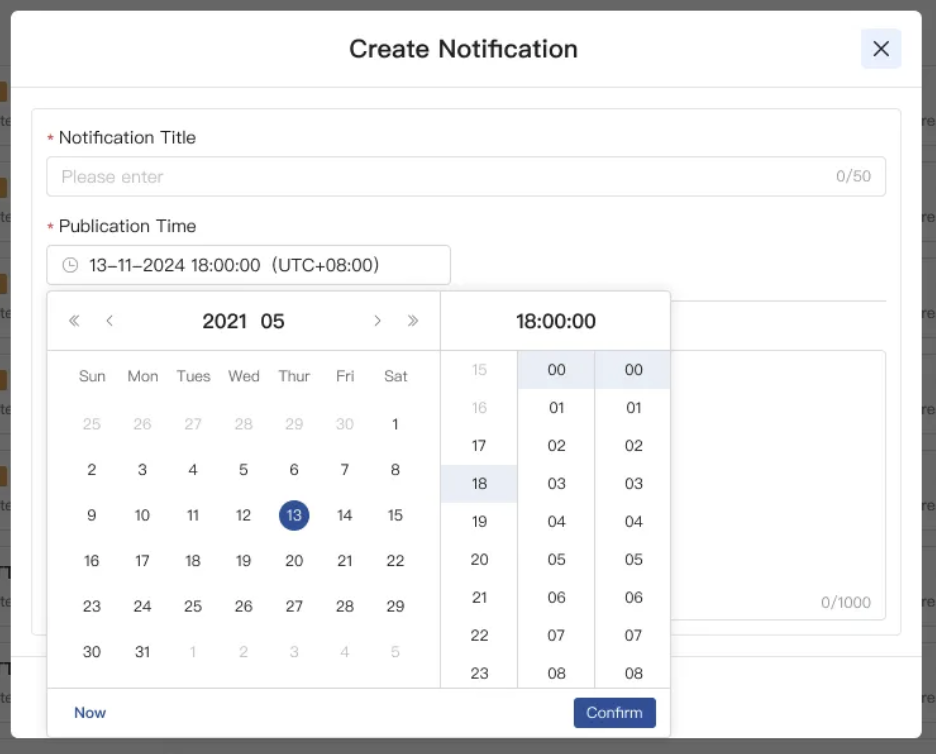 Create Notification
* Notification Title
Please enter 0/50
* Publication Time
13-11-2024 18:00:00 (UTC+08:00)
2021 05 18:00:00
Sun Mon Tues Wed Thur Fri Sat
25 26 27 28 29 30 1
2 3 4 5 6 7 8
9 10 11 12 13 14 15
16 17 18 19 20 21 22
23 24 25 26 27 28 29
30 31 1 2 3 4 5
15 00 00
16 01 01
17 02 02
18 03 03
19 04 04
20 05 05
21 06 06
22 07 07
23 08 08
0/1000
Now Confirm